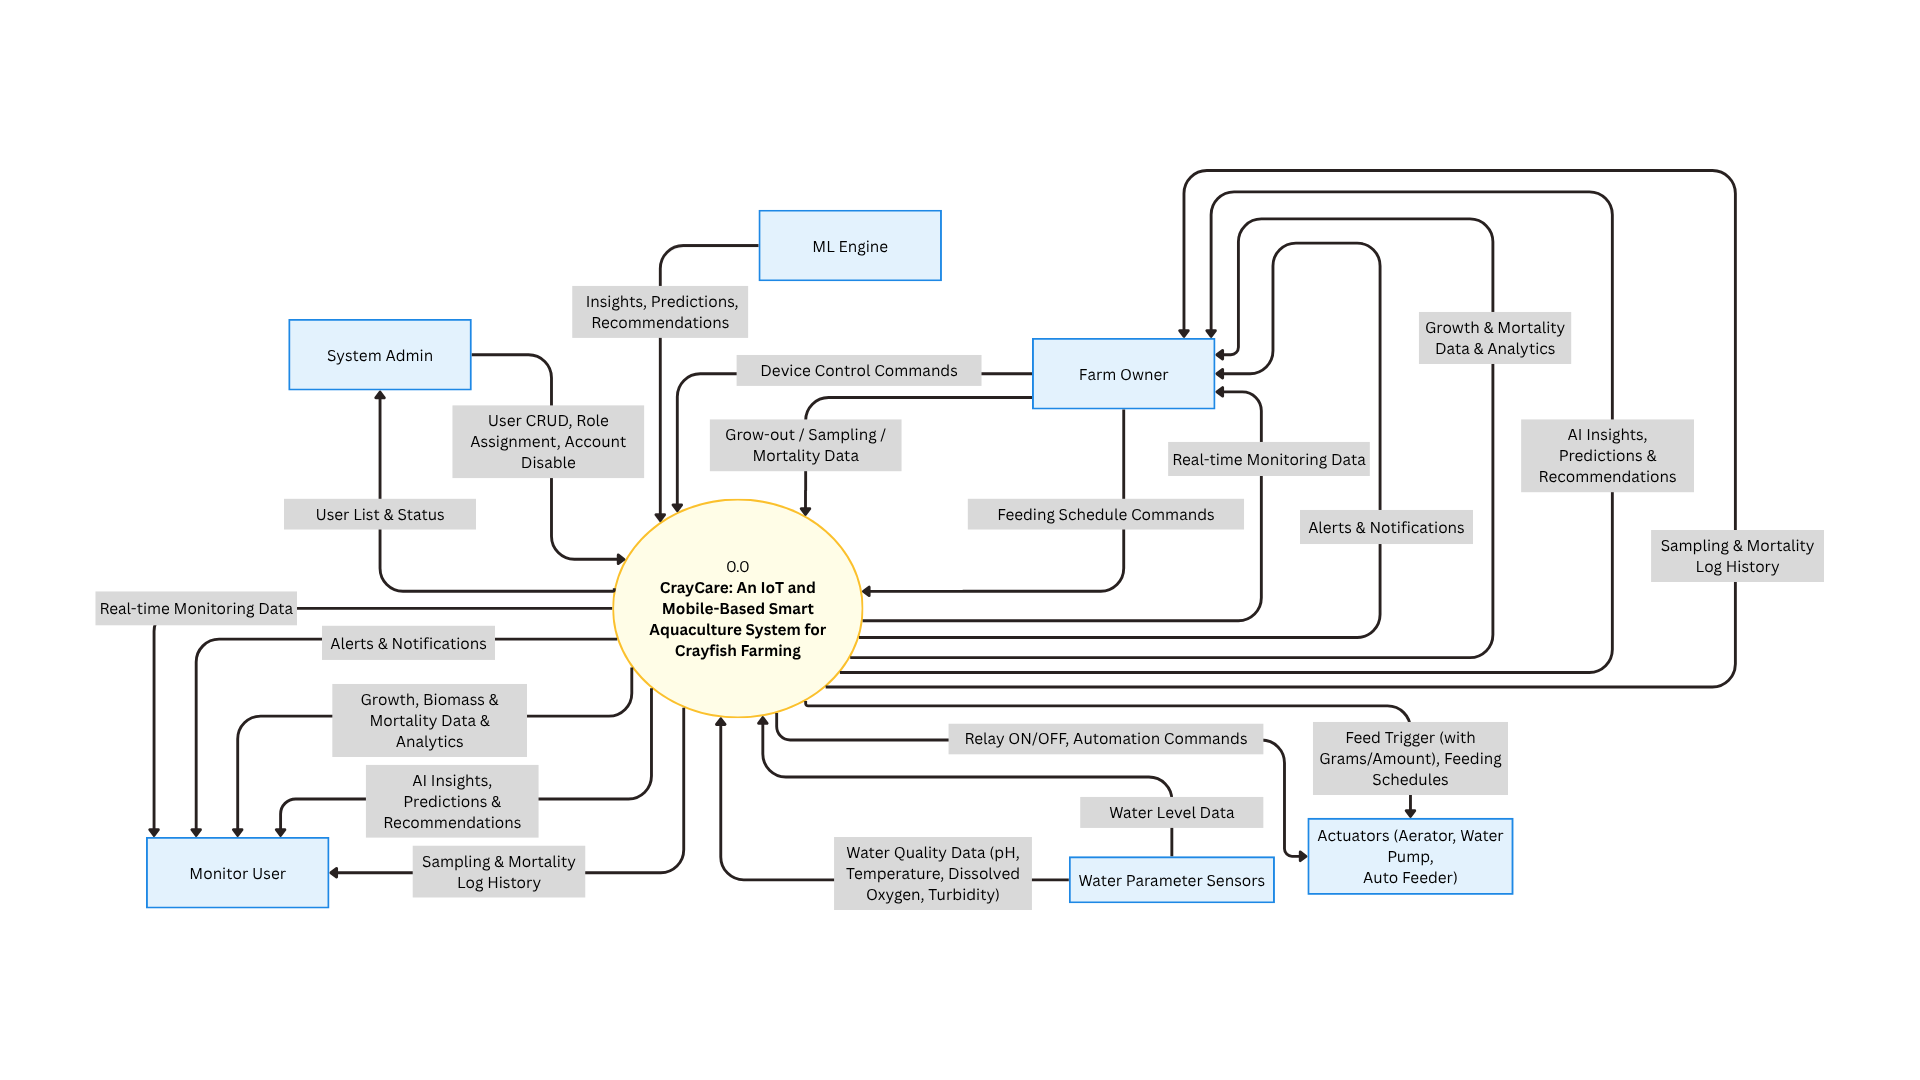 ML Engine
Insights, Predictions,
Recommendations
System Admin
User CRUD, Role
Assignment, Account
Disable
User List & Status
Device Control Commands
Farm Owner
Grow-out / Sampling /
Mortality Data
Feeding Schedule Commands
Real-time Monitoring Data
Alerts & Notifications
Growth & Mortality
Data & Analytics
AI Insights,
Predictions &
Recommendations
Sampling & Mortality
Log History
0.0
CrayCare: An IoT and
Mobile-Based Smart
Aquaculture System for
Crayfish Farming
Real-time Monitoring Data
Alerts & Notifications
Growth, Biomass &
Mortality Data &
Analytics
AI Insights,
Predictions &
Recommendations
Sampling & Mortality
Log History
Monitor User
Relay ON/OFF, Automation Commands
Feed Trigger (with
Grams/Amount), Feeding
Schedules
Water Level Data
Water Quality Data (pH,
Temperature, Dissolved
Oxygen, Turbidity)
Water Parameter Sensors
Actuators (Aerator, Water
Pump,
Auto Feeder)